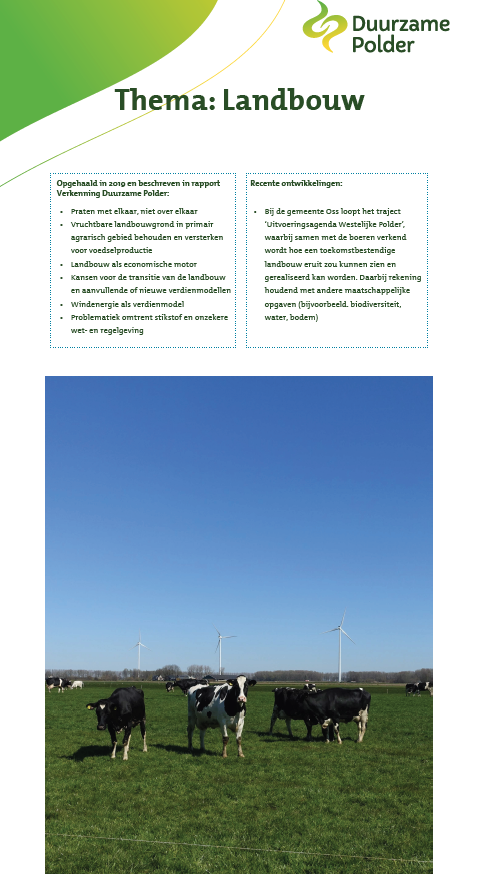 Duurzame
Polder
Thema: Landbouw
Opgehaald in 2019 en beschreven in rapport
Verkenning Duurzame Polder:
• Praten met elkaar, niet over elkaar
• Vruchtbare landbouwgrond in primair
agrarisch gebied behouden en versterken
voor voedselproductie
• Landbouw als economische motor
• Kansen voor de transitie van de landbouw
en aanvullende of nieuwe verdienmodellen
• Windenergie als verdienmodel
• Problematiek omtrent stikstof en onzekere
wet- en regelgeving
Recente ontwikkelingen:
• Bij de gemeente Oss loopt het traject
'Uitvoeringsagenda Westelijke Polder',
waarbij samen met de boeren verkend
wordt hoe een toekomstbestendige
landbouw eruit zou kunnen zien en
gerealiseerd kan worden. Daarbij rekening
houdend met andere maatschappelijke
opgaven (bijvoorbeeld. biodiversiteit,
water, bodem)